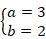 a = 3
b = 2